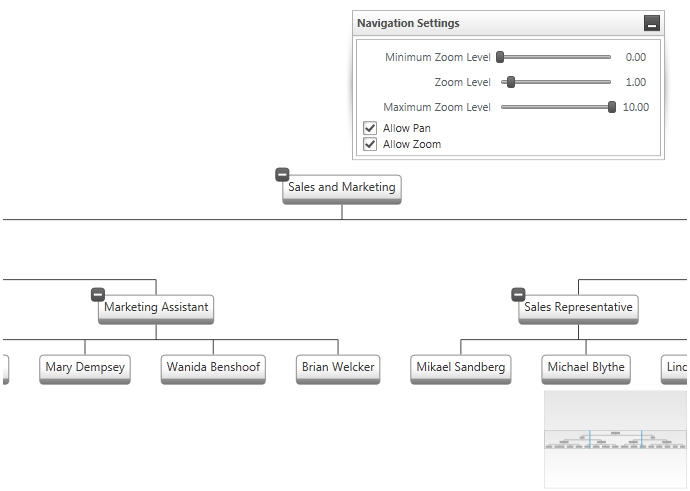 Navigation Settings
Minimum Zoom Level 0.00
Zoom Level 1.00
Maximum Zoom Level 10.00
Allow Pan
Allow Zoom
Sales and Marketing
Marketing Assistant
Sales Representative
Mary Dempsey
Wanida Benshoof
Brian Welcker
Mikael Sandberg
Michael Blythe
Linc